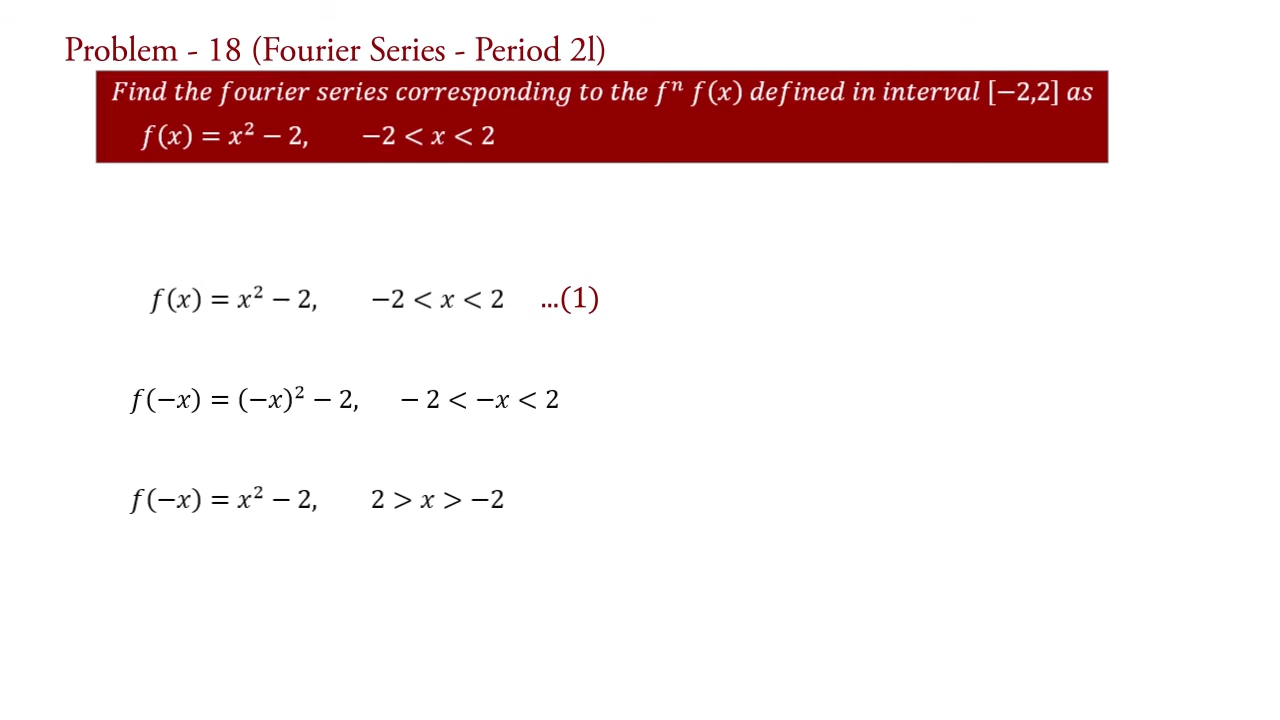 Problem - 18 (Fourier Series - Period 2l)
Find the fourier series corresponding to the fⁿ f(x) defined in interval [−2,2] as
f(x) = x² − 2, −2 < x < 2
f(x) = x² − 2, −2 < x < 2 ...(1)
f(−x) = (−x)² − 2, − 2 < −x < 2
f(−x) = x² − 2, 2 > x > −2